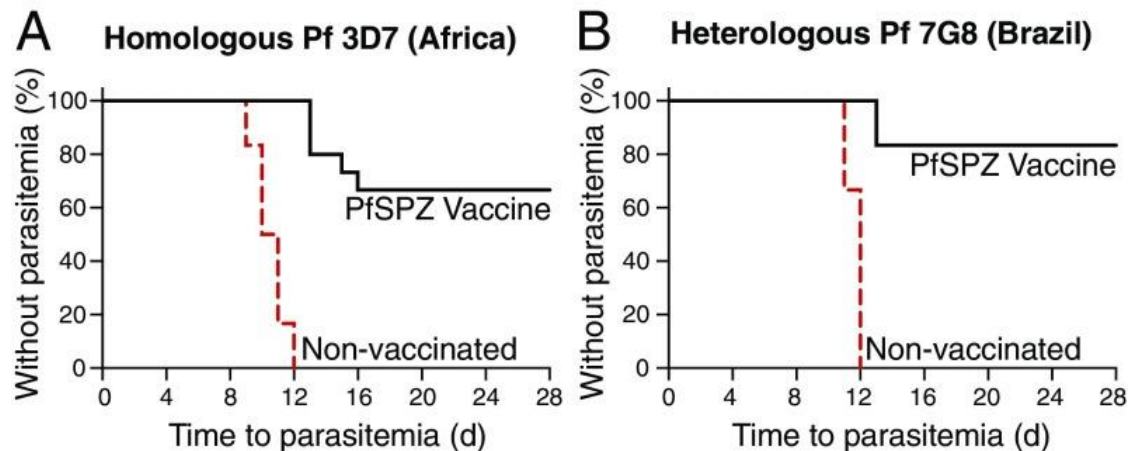 A
Homologous Pf 3D7 (Africa)
Without parasitemia (%)
100
80
60
40
20
0
PfSPZ Vaccine
Non-vaccinated
0 4 8 12 16 20 24 28
Time to parasitemia (d)
B
Heterologous Pf 7G8 (Brazil)
Without parasitemia (%)
100
80
60
40
20
0
PfSPZ Vaccine
Non-vaccinated
0 4 8 12 16 20 24 28
Time to parasitemia (d)